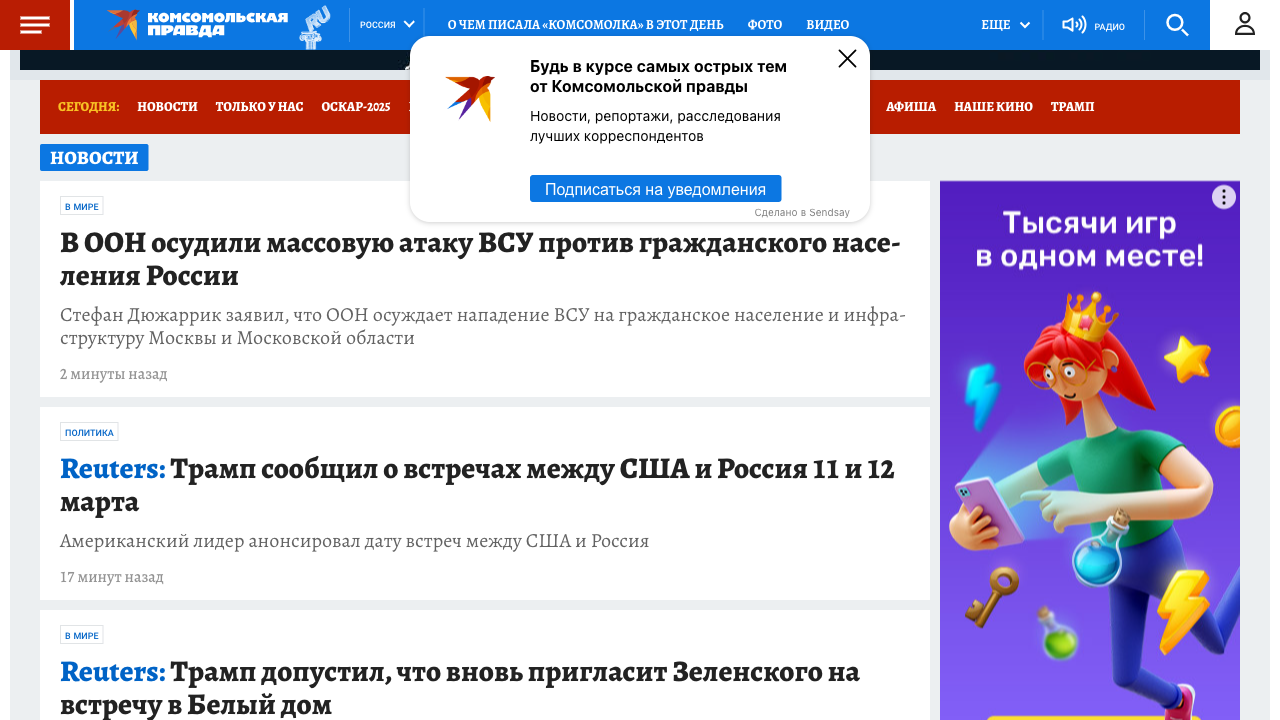 КОМСОМОЛЬСКАЯ
ПРАВДА
.RU
РОССИЯ
О ЧЕМ ПИСАЛА «КОМСОМОЛКА» В ЭТОТ ДЕНЬ
ФОТО
ВИДЕО
ЕЩЕ
РАДИО
Будь в курсе самых острых тем
от Комсомольской правды
Новости, репортажи, расследования
лучших корреспондентов
Подписаться на уведомления
Сделано в Sendsay
СЕГОДНЯ:
НОВОСТИ
ТОЛЬКО У НАС
ОСКАР-2025
АФИША
НАШЕ КИНО
ТРАМП
НОВОСТИ
В МИРЕ
В ООН осудили массовую атаку ВСУ против гражданского насе-
ления России
Стефан Дюжаррик заявил, что ООН осуждает нападение ВСУ на гражданское население и инфра-
структуру Москвы и Московской области
2 минуты назад
ПОЛИТИКА
Reuters: Трамп сообщил о встречах между США и Россия 11 и 12
марта
Американский лидер анонсировал дату встреч между США и Россия
17 минут назад
В МИРЕ
Reuters: Трамп допустил, что вновь пригласит Зеленского на
встречу в Белый дом
Тысячи игр
в одном месте!